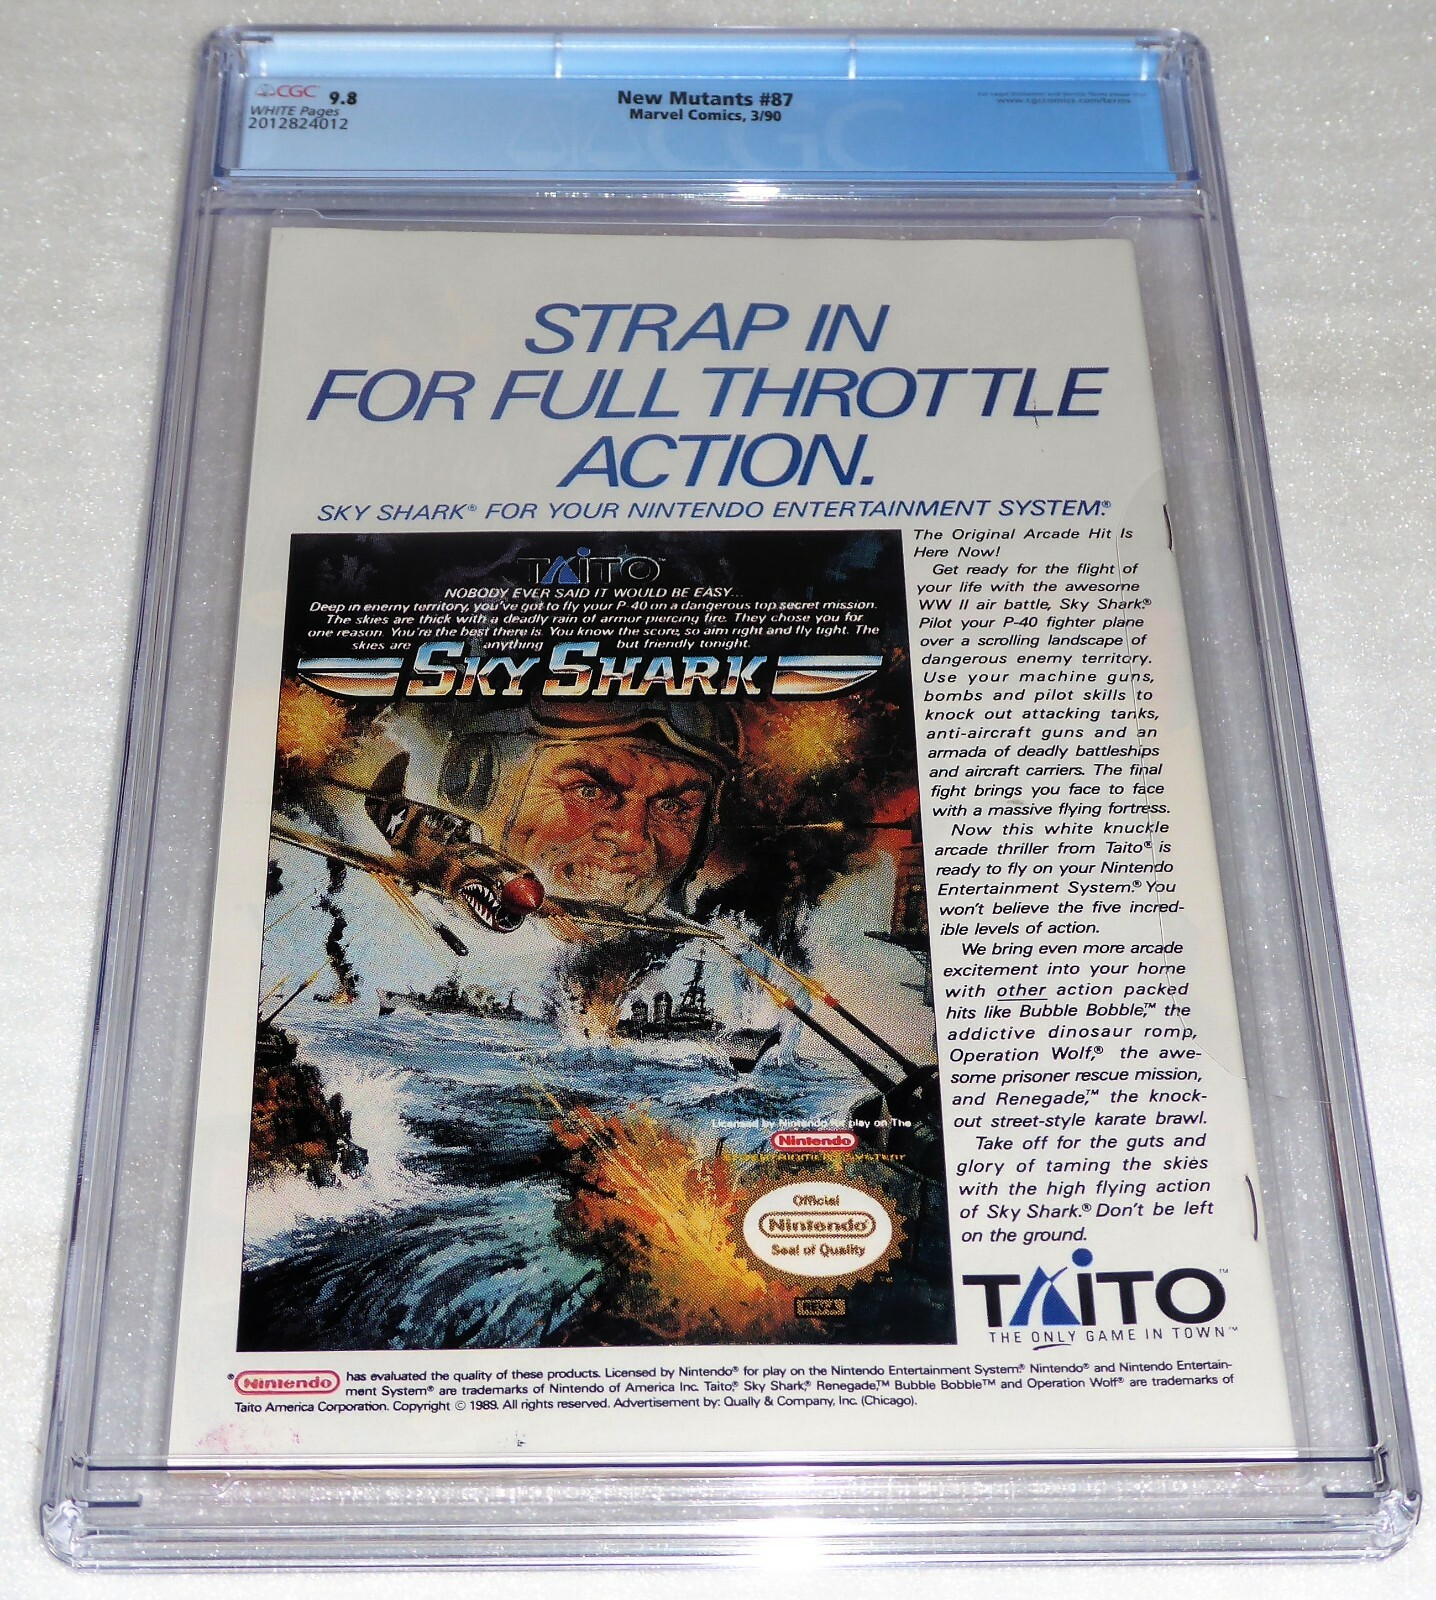 CGC 9.8
WHITE Pages
2012824012
New Mutants #87
Marvel Comics, 3/90
www.cgccomics.com/terms
CGC
STRAP IN
FOR FULL THROTTLE
ACTION.
SKY SHARK® FOR YOUR NINTENDO ENTERTAINMENT SYSTEM®
TAITO™
NOBODY EVER SAID IT WOULD BE EASY...
Deep in enemy territory, you've got to fly your P-40 on a dangerous top secret mission.
The skies are thick with a deadly rain of armor piercing fire. They chose you for
one reason. You're the best there is. You know the score, so aim right and fly tight. The
skies are anything but friendly tonight.
SKY SHARK™
Licensed by Nintendo for play on The
Nintendo
ENTERTAINMENT SYSTEM
Official
Nintendo®
Seal of Quality
REV-A
The Original Arcade Hit Is
Here Now!
Get ready for the flight of
your life with the awesome
WW II air battle, Sky Shark®.
Pilot your P-40 fighter plane
over a scrolling landscape of
dangerous enemy territory.
Use your machine guns,
bombs and pilot skills to
knock out attacking tanks,
anti-aircraft guns and an
armada of deadly battleships
and aircraft carriers. The final
fight brings you face to face
with a massive flying fortress.
Now this white knuckle
arcade thriller from Taito® is
ready to fly on your Nintendo
Entertainment System.® You
won't believe the five incred-
ible levels of action.
We bring even more arcade
excitement into your home
with other action packed
hits like Bubble Bobble,™ the
addictive dinosaur romp,
Operation Wolf,® the awe-
some prisoner rescue mission,
and Renegade,™ the knock-
out street-style karate brawl.
Take off for the guts and
glory of taming the skies
with the high flying action
of Sky Shark.® Don't be left
on the ground.
TAITO™
THE ONLY GAME IN TOWN™
® Nintendo has evaluated the quality of these products. Licensed by Nintendo® for play on the Nintendo Entertainment System.® Nintendo® and Nintendo Entertain-
ment System® are trademarks of Nintendo of America Inc. Taito,® Sky Shark,® Renegade,™ Bubble Bobble™ and Operation Wolf® are trademarks of
Taito America Corporation. Copyright © 1989. All rights reserved. Advertisement by: Qually & Company, Inc. (Chicago).